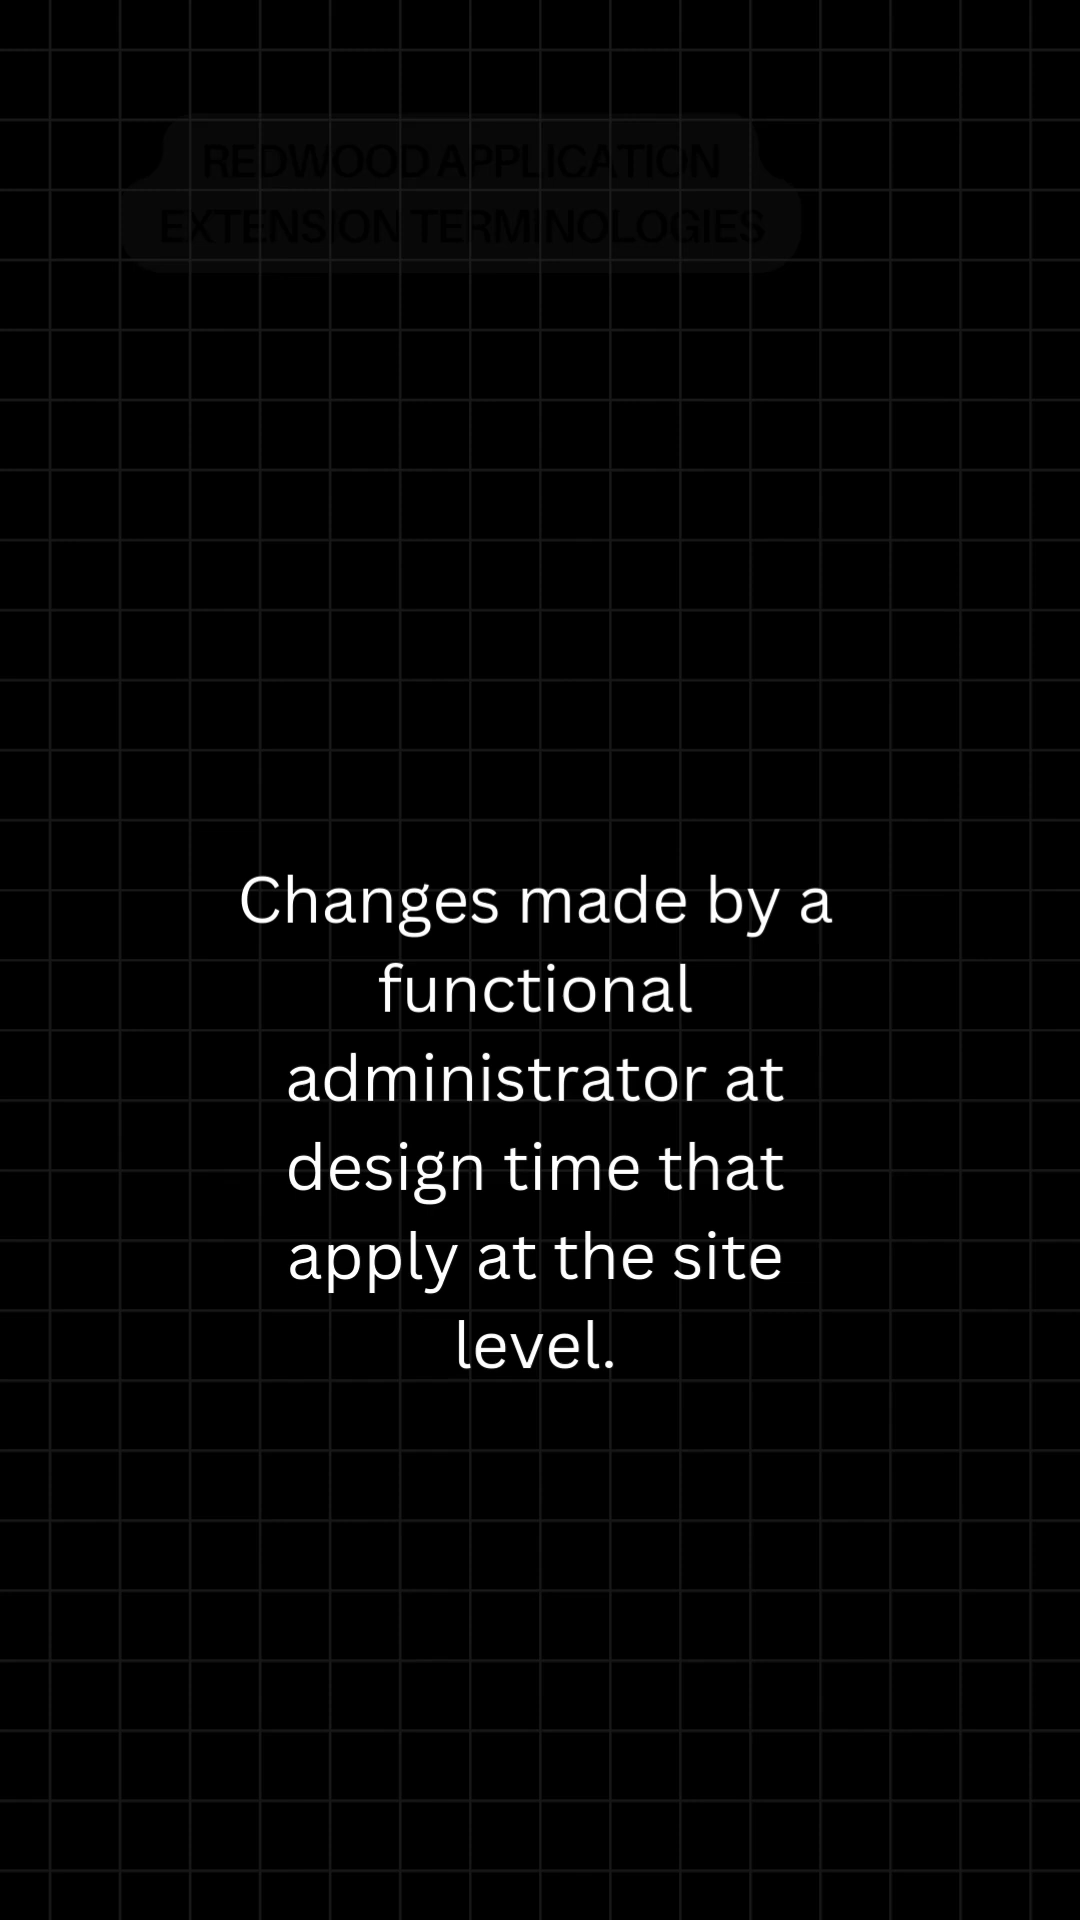 REDWOOD APPLICATION
EXTENSION TERMINOLOGIES
Changes made by a
functional
administrator at
design time that
apply at the site
level.